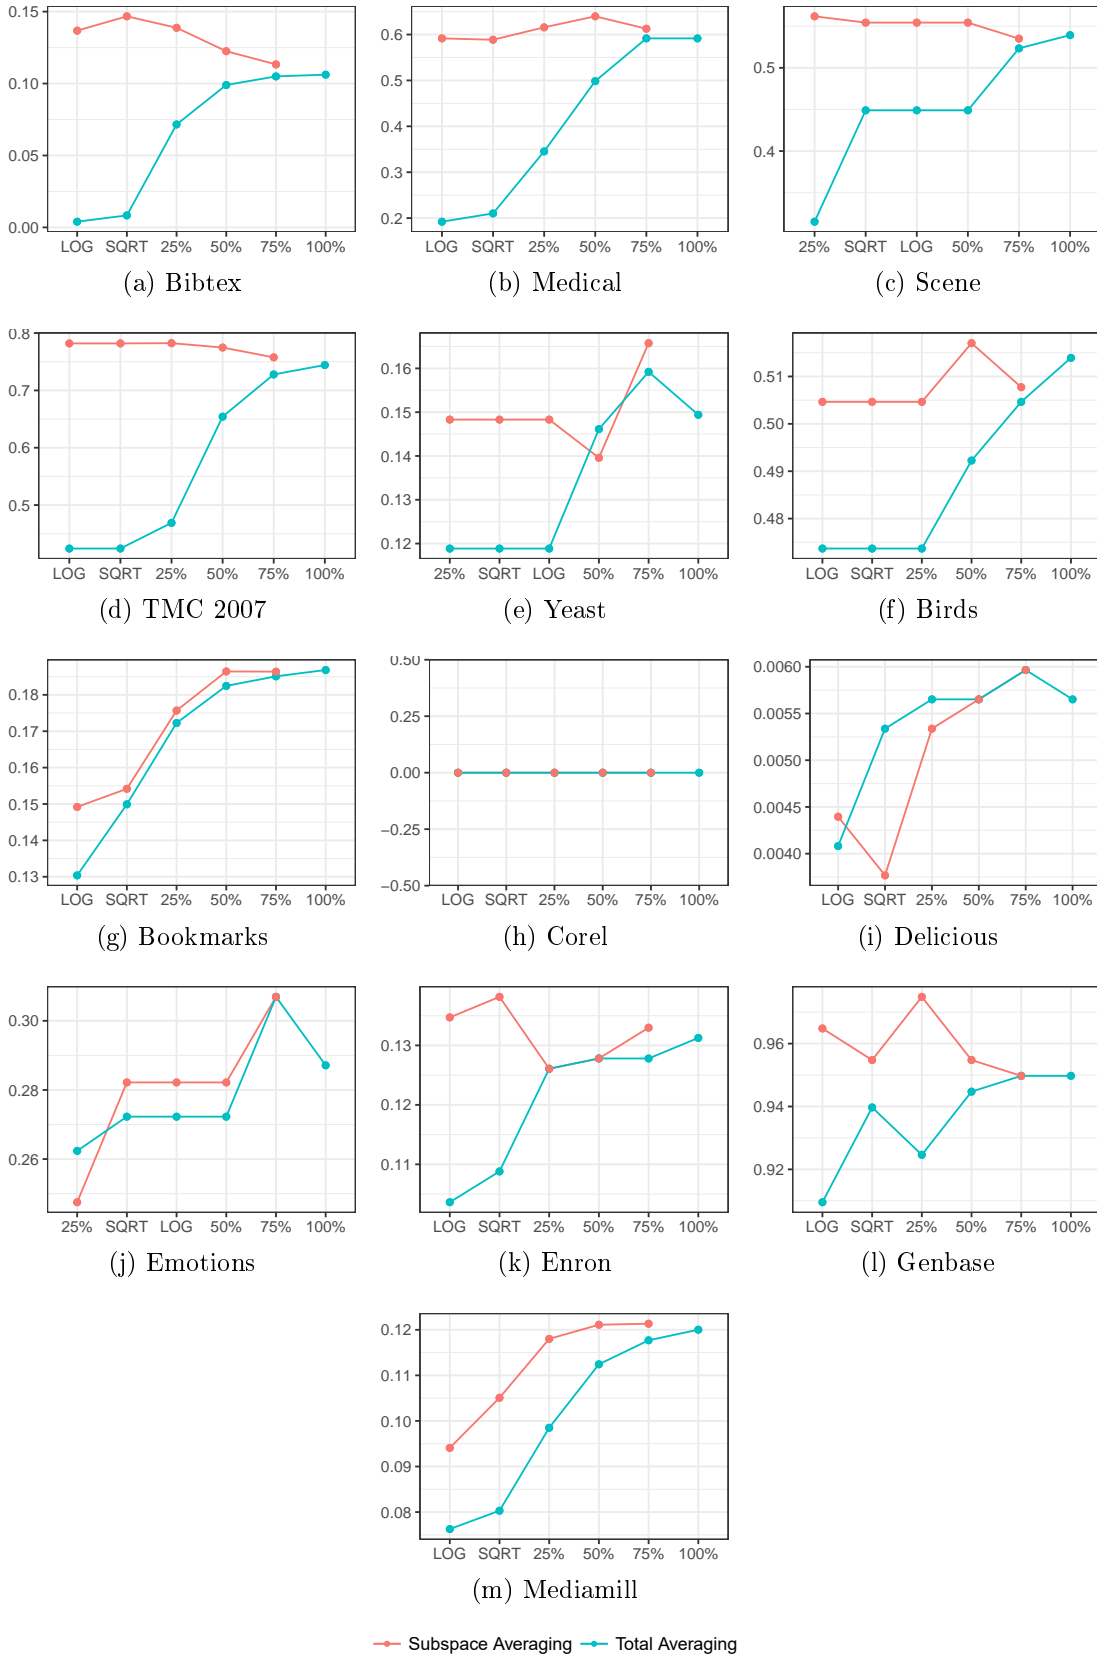 0.15
0.10
0.05
0.00
LOG SQRT 25% 50% 75% 100%
(a) Bibtex
0.6
0.5
0.4
0.3
0.2
LOG SQRT 25% 50% 75% 100%
(b) Medical
0.5
0.4
25% SQRT LOG 50% 75% 100%
(c) Scene
0.8
0.7
0.6
0.5
LOG SQRT 25% 50% 75% 100%
(d) TMC 2007
0.16
0.15
0.14
0.13
0.12
25% SQRT LOG 50% 75% 100%
(e) Yeast
0.51
0.50
0.49
0.48
LOG SQRT 25% 50% 75% 100%
(f) Birds
0.18
0.17
0.16
0.15
0.14
0.13
LOG SQRT 25% 50% 75% 100%
(g) Bookmarks
0.50
0.25
0.00
−0.25
−0.50
LOG SQRT 25% 50% 75% 100%
(h) Corel
0.0060
0.0055
0.0050
0.0045
0.0040
LOG SQRT 25% 50% 75% 100%
(i) Delicious
0.30
0.28
0.26
25% SQRT LOG 50% 75% 100%
(j) Emotions
0.13
0.12
0.11
LOG SQRT 25% 50% 75% 100%
(k) Enron
0.96
0.94
0.92
LOG SQRT 25% 50% 75% 100%
(l) Genbase
0.12
0.11
0.10
0.09
0.08
LOG SQRT 25% 50% 75% 100%
(m) Mediamill
Subspace Averaging Total Averaging